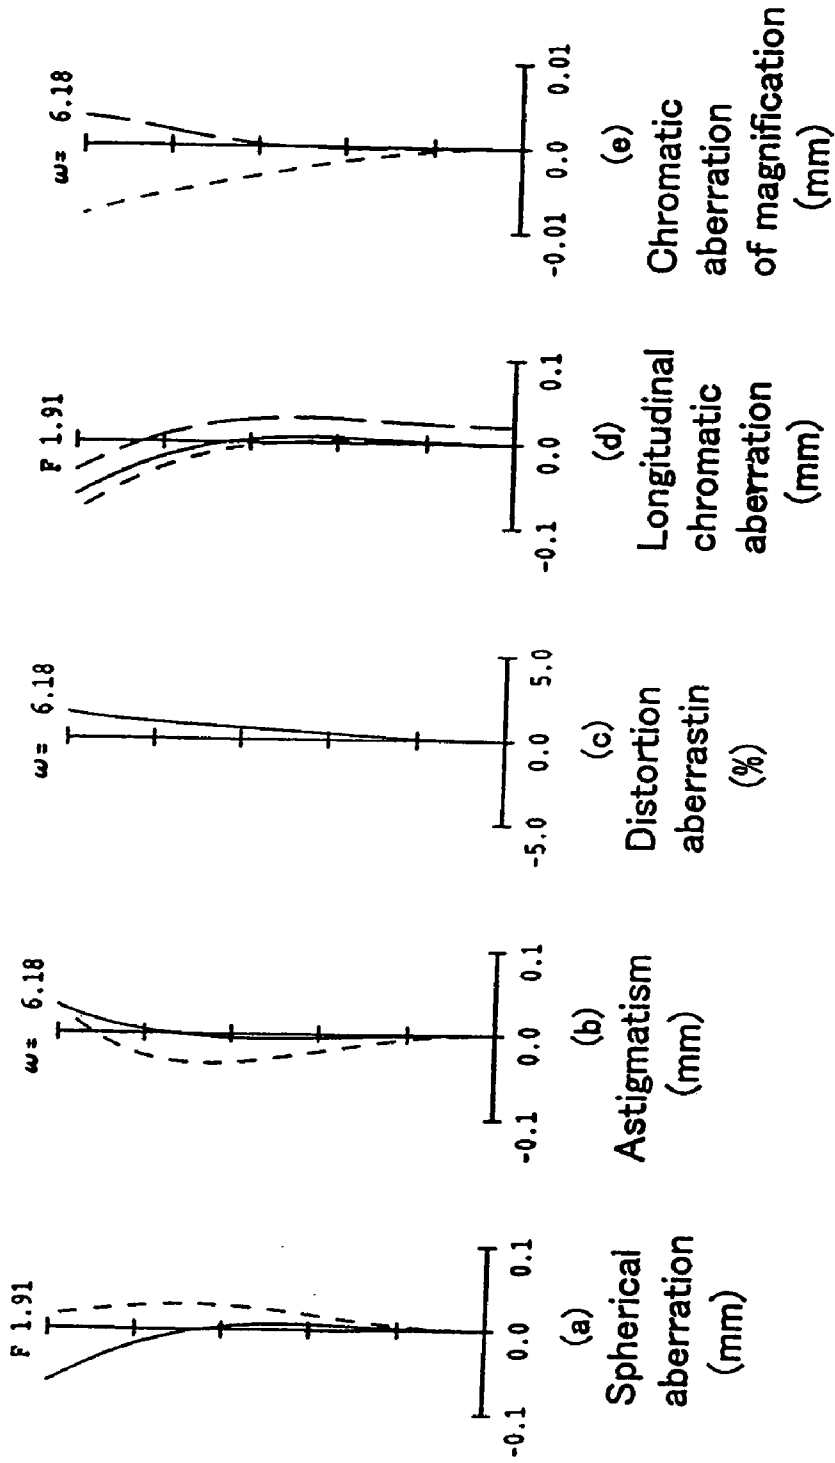 F 1.91
-0.1 0.0 0.1
(a)
Spherical
aberration
(mm)
ω= 6.18
-0.1 0.0 0.1
(b)
Astigmatism
(mm)
ω= 6.18
-5.0 0.0 5.0
(c)
Distortion
aberrastin
(%)
F 1.91
-0.1 0.0 0.1
(d)
Longitudinal
chromatic
aberration
(mm)
ω= 6.18
-0.01 0.0 0.01
(e)
Chromatic
aberration
of magnification
(mm)